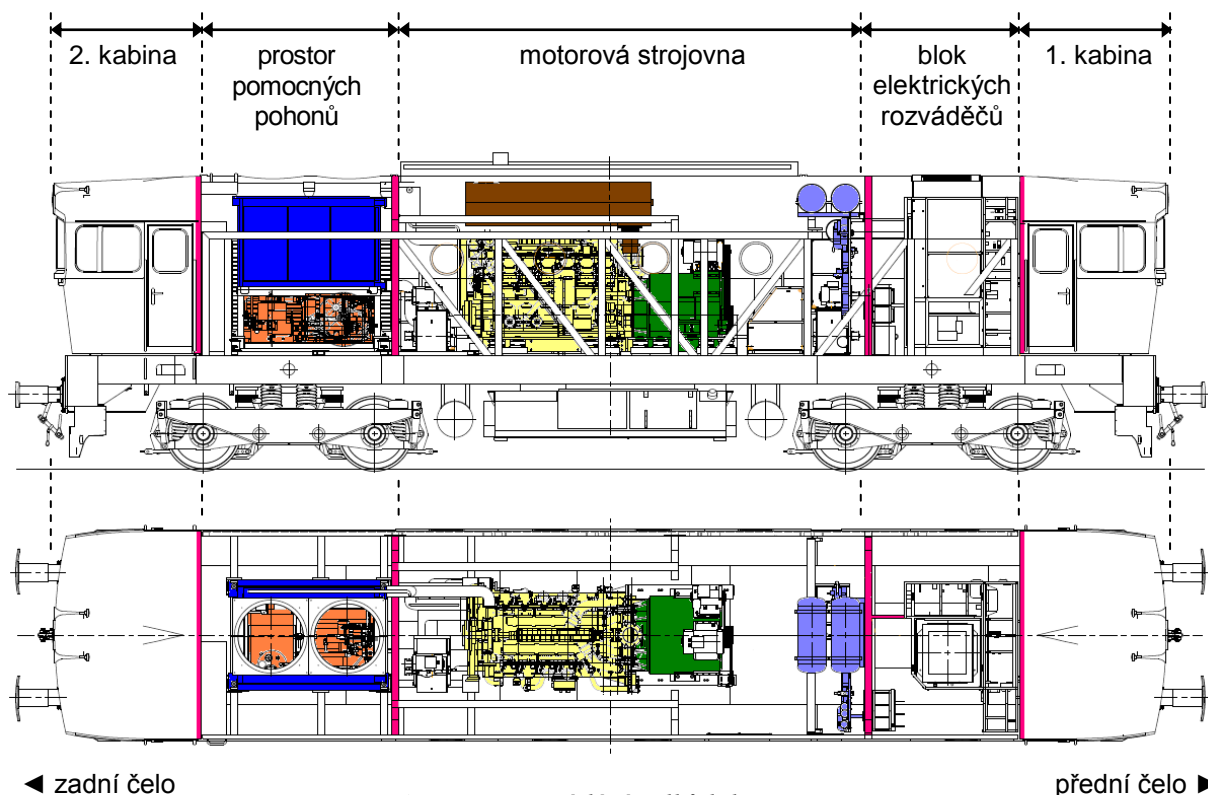 2. kabina
prostor
pomocných
pohonů
motorová strojovna
blok
elektrických
rozváděčů
1. kabina
◄ zadní čelo
přední čelo ►